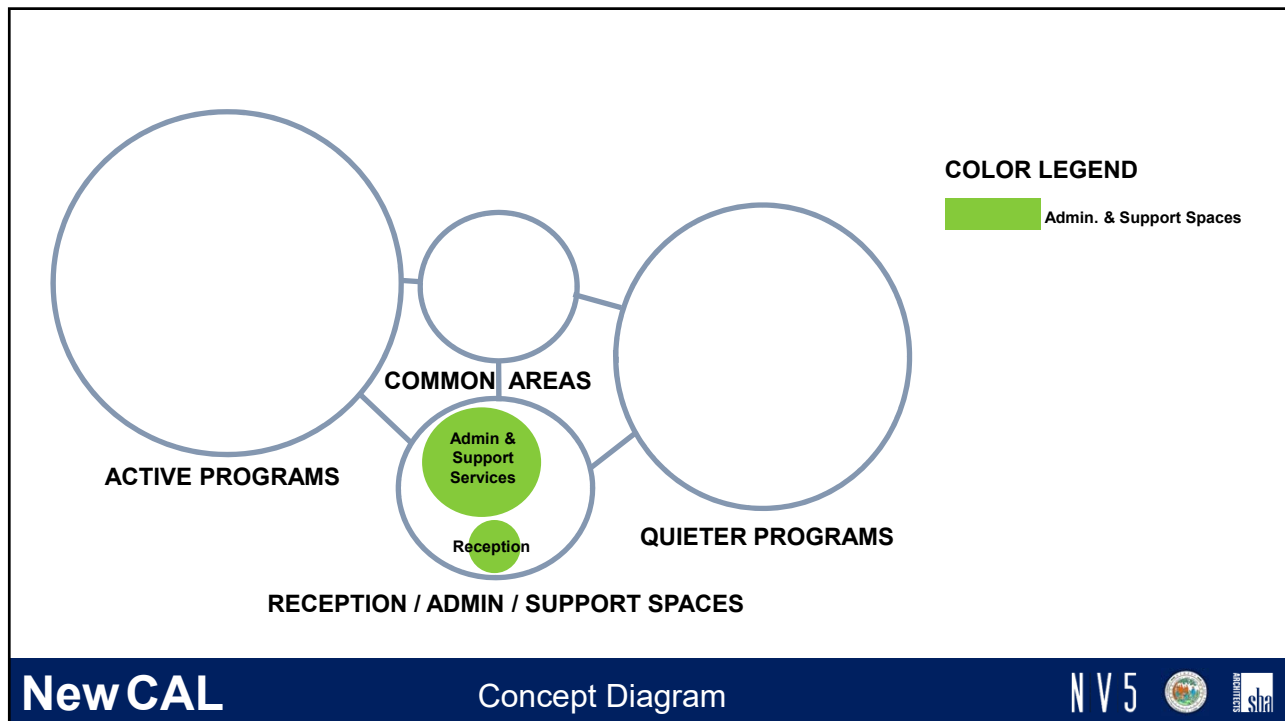 COLOR LEGEND
Admin. & Support Spaces
COMMON AREAS
Admin &
Support
Services
Reception
ACTIVE PROGRAMS
QUIETER PROGRAMS
RECEPTION / ADMIN / SUPPORT SPACES
New CAL
Concept Diagram
NV5
ARCHITECTS
sha